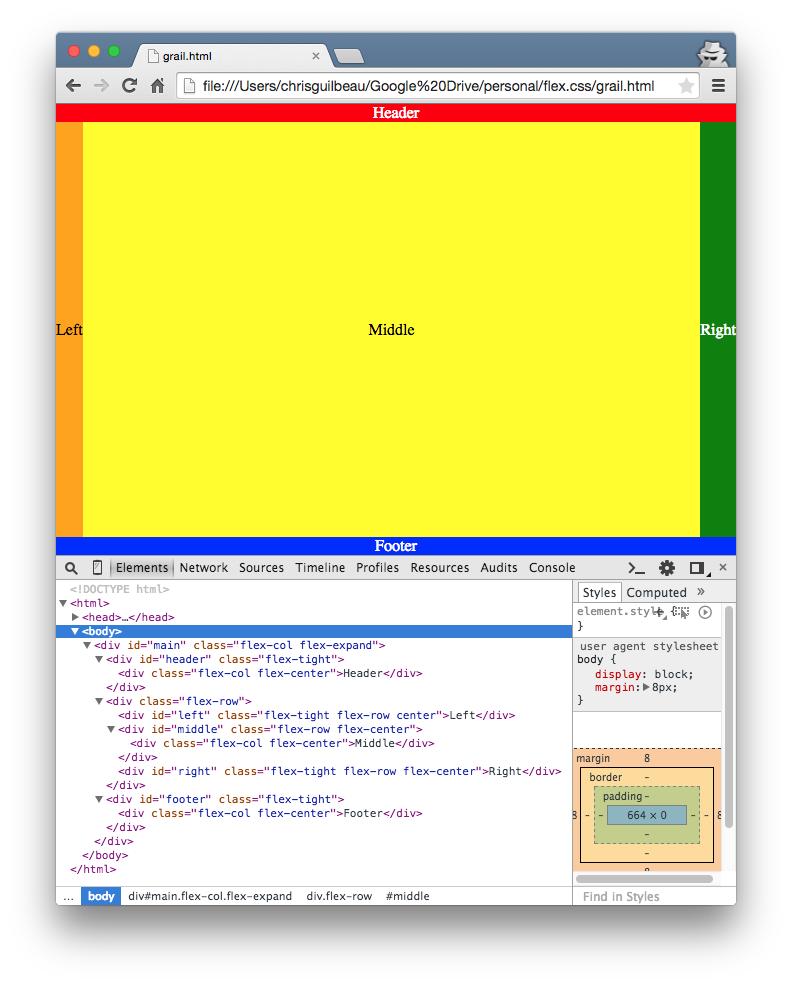 grail.html
file:///Users/chrisguilbeau/Google%20Drive/personal/flex.css/grail.html
Header
Left
Middle
Right
Footer
Elements Network Sources Timeline Profiles Resources Audits Console
<!DOCTYPE html>
<html>
<head>…</head>
<body>
<div id="main" class="flex-col flex-expand">
<div id="header" class="flex-tight">
<div class="flex-col flex-center">Header</div>
</div>
<div class="flex-row">
<div id="left" class="flex-tight flex-row center">Left</div>
<div id="middle" class="flex-row flex-center">
<div class="flex-col flex-center">Middle</div>
</div>
<div id="right" class="flex-tight flex-row flex-center">Right</div>
</div>
<div id="footer" class="flex-tight">
<div class="flex-col flex-center">Footer</div>
</div>
</div>
</body>
</html>
... body div#main.flex-col.flex-expand div.flex-row #middle
Styles Computed »
element.style {
}
user agent stylesheet
body {
display: block;
margin: 8px;
}
margin 8
border -
padding -
8 - - 664 × 0 - - 8
-
-
8
Find in Styles